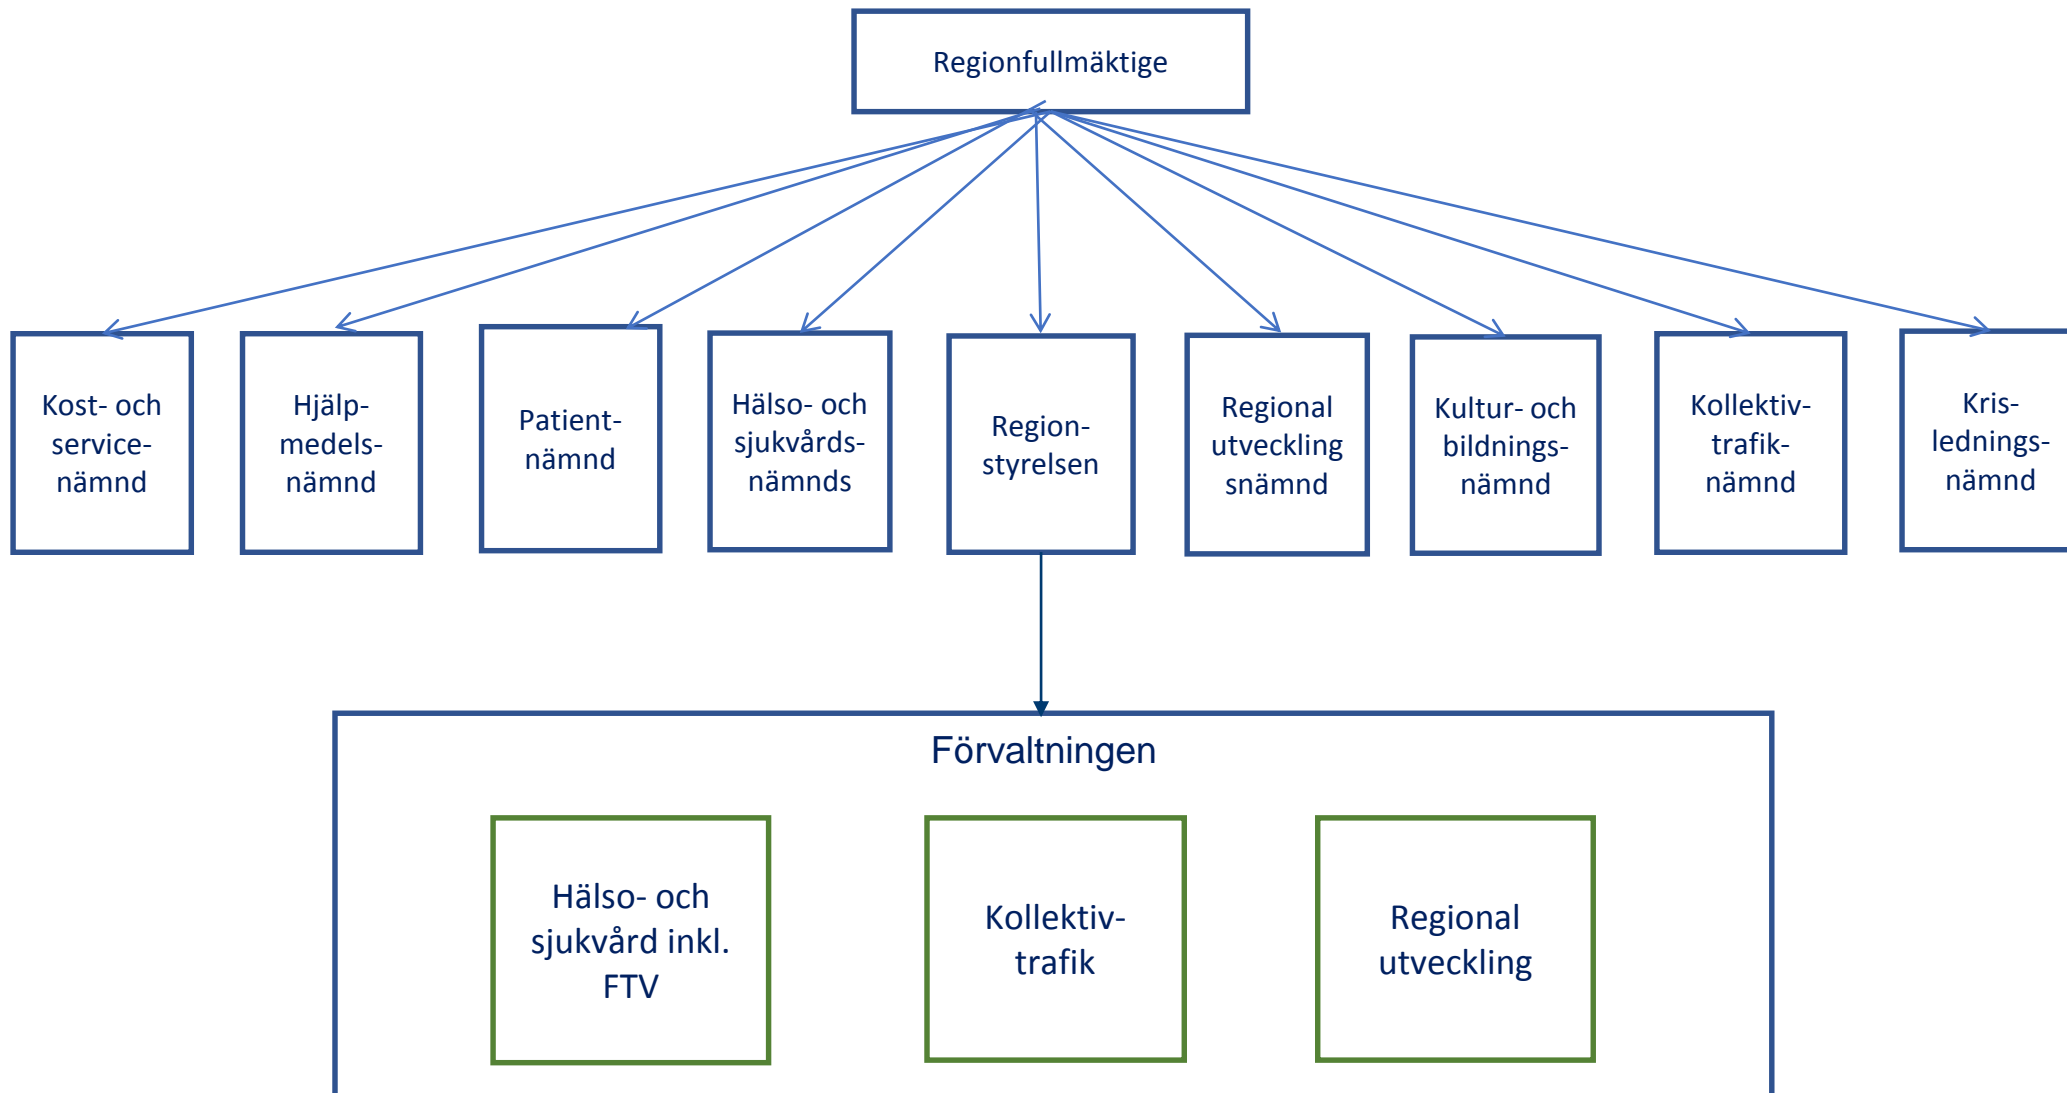 Regionfullmäktige
Kost- och
service-
nämnd
Hjälp-
medels-
nämnd
Patient-
nämnd
Hälso- och
sjukvårds-
nämnds
Region-
styrelsen
Regional
utveckling
snämnd
Kultur- och
bildnings-
nämnd
Kollektiv-
trafik-
nämnd
Kris-
lednings-
nämnd
Förvaltningen
Hälso- och
sjukvård inkl.
FTV
Kollektiv-
trafik
Regional
utveckling